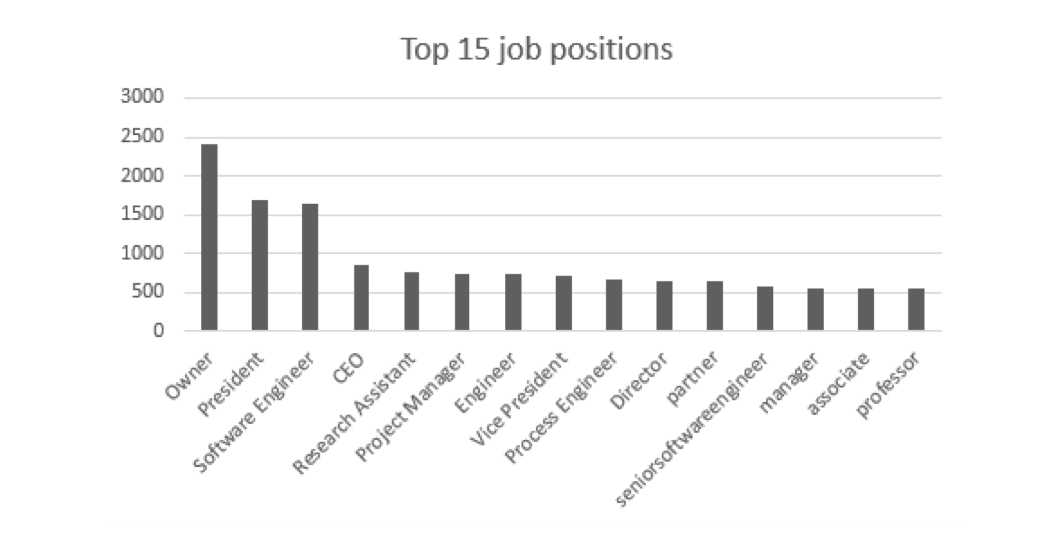 Top 15 job positions
3000
2500
2000
1500
1000
500
0
Owner
President
Software Engineer
CEO
Research Assistant
Project Manager
Engineer
Vice President
Process Engineer
Director
partner
seniorsoftwareengineer
manager
associate
professor